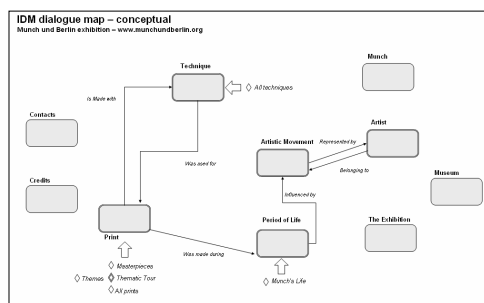 IDM dialogue map – conceptual
Munch und Berlin exhibition – www.munchundberlin.org
Technique
Munch
All techniques
Is Made with
Contacts
Artist
Artistic Movement
Represented by
Was used for
Belonging to
Credits
Museum
Influenced by
Period of Life
The Exhibition
Print
Was made during
Masterpieces
Themes
Thematic Tour
Munch's Life
All prints